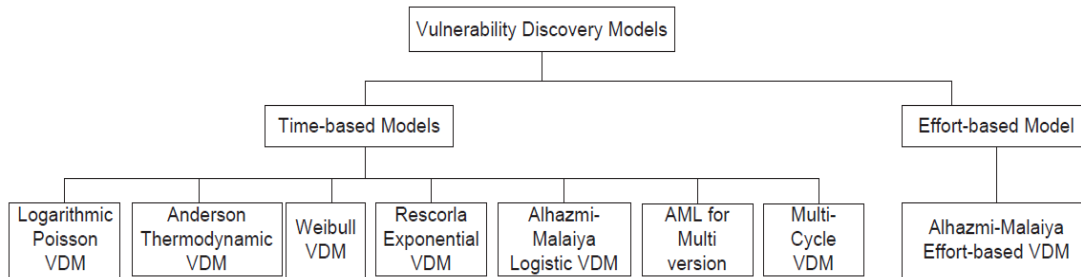 Vulnerability Discovery Models
Time-based Models
Effort-based Model
Logarithmic
Poisson
VDM
Anderson
Thermodynamic
VDM
Weibull
VDM
Rescorla
Exponential
VDM
Alhazmi-
Malaiya
Logistic VDM
AML for
Multi
version
Multi-
Cycle
VDM
Alhazmi-Malaiya
Effort-based VDM